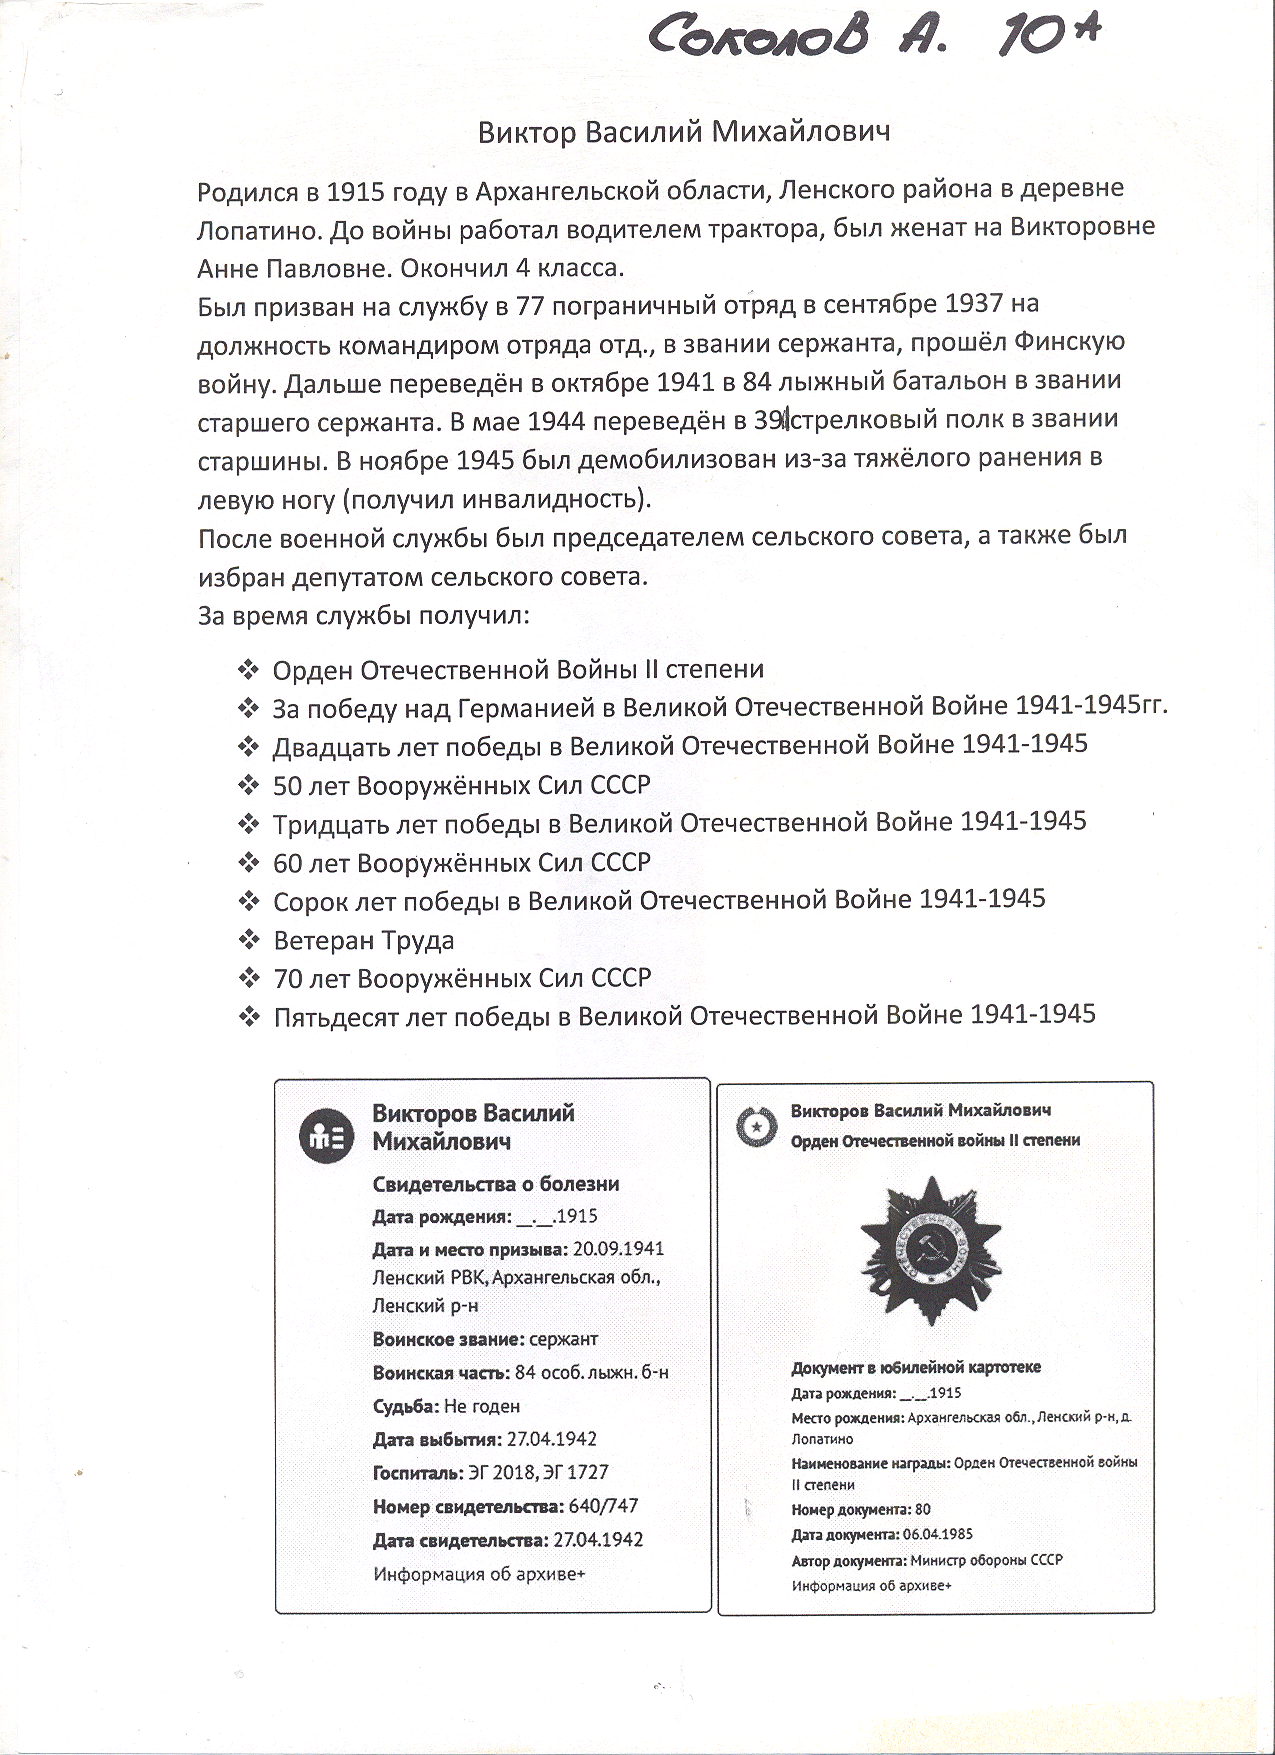 Соколов А. 10А
Виктор Василий Михайлович
Родился в 1915 году в Архангельской области, Ленского района в деревне
Лопатино. До войны работал водителем трактора, был женат на Викторовне
Анне Павловне. Окончил 4 класса.
Был призван на службу в 77 пограничный отряд в сентябре 1937 на
должность командиром отряда отд., в звании сержанта, прошёл Финскую
войну. Дальше переведён в октябре 1941 в 84 лыжный батальон в звании
старшего сержанта. В мае 1944 переведён в стрелковый полк в звании
старшины. В ноябре 1945 был демобилизован из-за тяжёлого ранения в
левую ногу (получил инвалидность).
После военной службы был председателем сельского совета, а также был
избран депутатом сельского совета.
За время службы получил:
❖ Орден Отечественной Войны II степени
❖ За победу над Германией в Великой Отечественной Войне 1941-1945гг.
❖ Двадцать лет победы в Великой Отечественной Войне 1941-1945
❖ 50 лет Вооружённых Сил СССР
❖ Тридцать лет победы в Великой Отечественной Войне 1941-1945
❖ 60 лет Вооружённых Сил СССР
❖ Сорок лет победы в Великой Отечественной Войне 1941-1945
❖ Ветеран Труда
❖ 70 лет Вооружённых Сил СССР
❖ Пятьдесят лет победы в Великой Отечественной Войне 1941-1945
Викторов Василий
Михайлович
Свидетельства о болезни
Дата рождения: __.__.1915
Дата и место призыва: 20.09.1941
Ленский РВК, Архангельская обл.,
Ленский р-н
Воинское звание: сержант
Воинская часть: 84 особ. лыжн. б-н
Судьба: Не годен
Дата выбытия: 27.04.1942
Госпиталь: ЭГ 2018, ЭГ 1727
Номер свидетельства: 640/747
Дата свидетельства: 27.04.1942
Информация об архиве+
Викторов Василий Михайлович
Орден Отечественной войны II степени
ОТЕЧЕСТВЕННАЯ ВОЙНА
Документ в юбилейной картотеке
Дата рождения: __.__.1915
Место рождения: Архангельская обл., Ленский р-н, д.
Лопатино
Наименование награды: Орден Отечественной войны
II степени
Номер документа: 80
Дата документа: 06.04.1985
Автор документа: Министр обороны СССР
Информация об архиве+